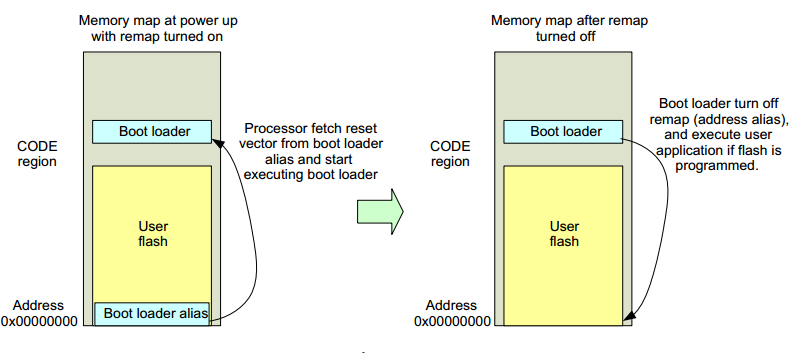 Memory map at power up
with remap turned on
Boot loader
CODE
region
User
flash
Address
0x00000000
Boot loader alias
Processor fetch reset
vector from boot loader
alias and start
executing boot loader
Memory map after remap
turned off
Boot loader
CODE
region
User
flash
Address
0x00000000
Boot loader turn off
remap (address alias),
and execute user
application if flash is
programmed.